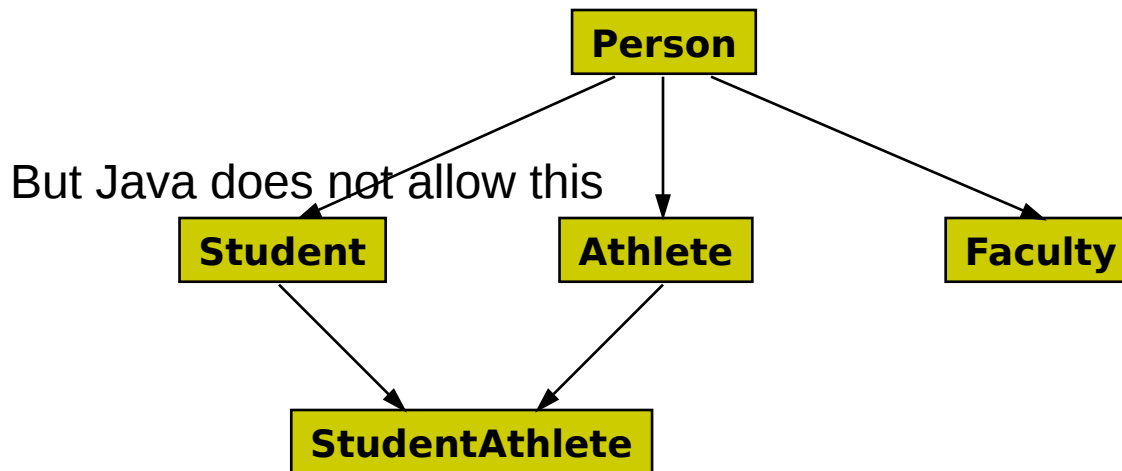 Person
But Java does not allow this
Student
Athlete
Faculty
StudentAthlete